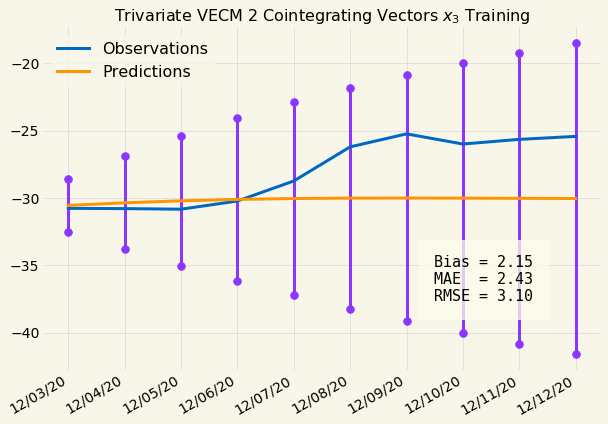 Trivariate VECM 2 Cointegrating Vectors x₃ Training
Observations
Predictions
−20
−25
−30
−35
−40
Bias = 2.15
MAE  = 2.43
RMSE = 3.10
12/03/20
12/04/20
12/05/20
12/06/20
12/07/20
12/08/20
12/09/20
12/10/20
12/11/20
12/12/20